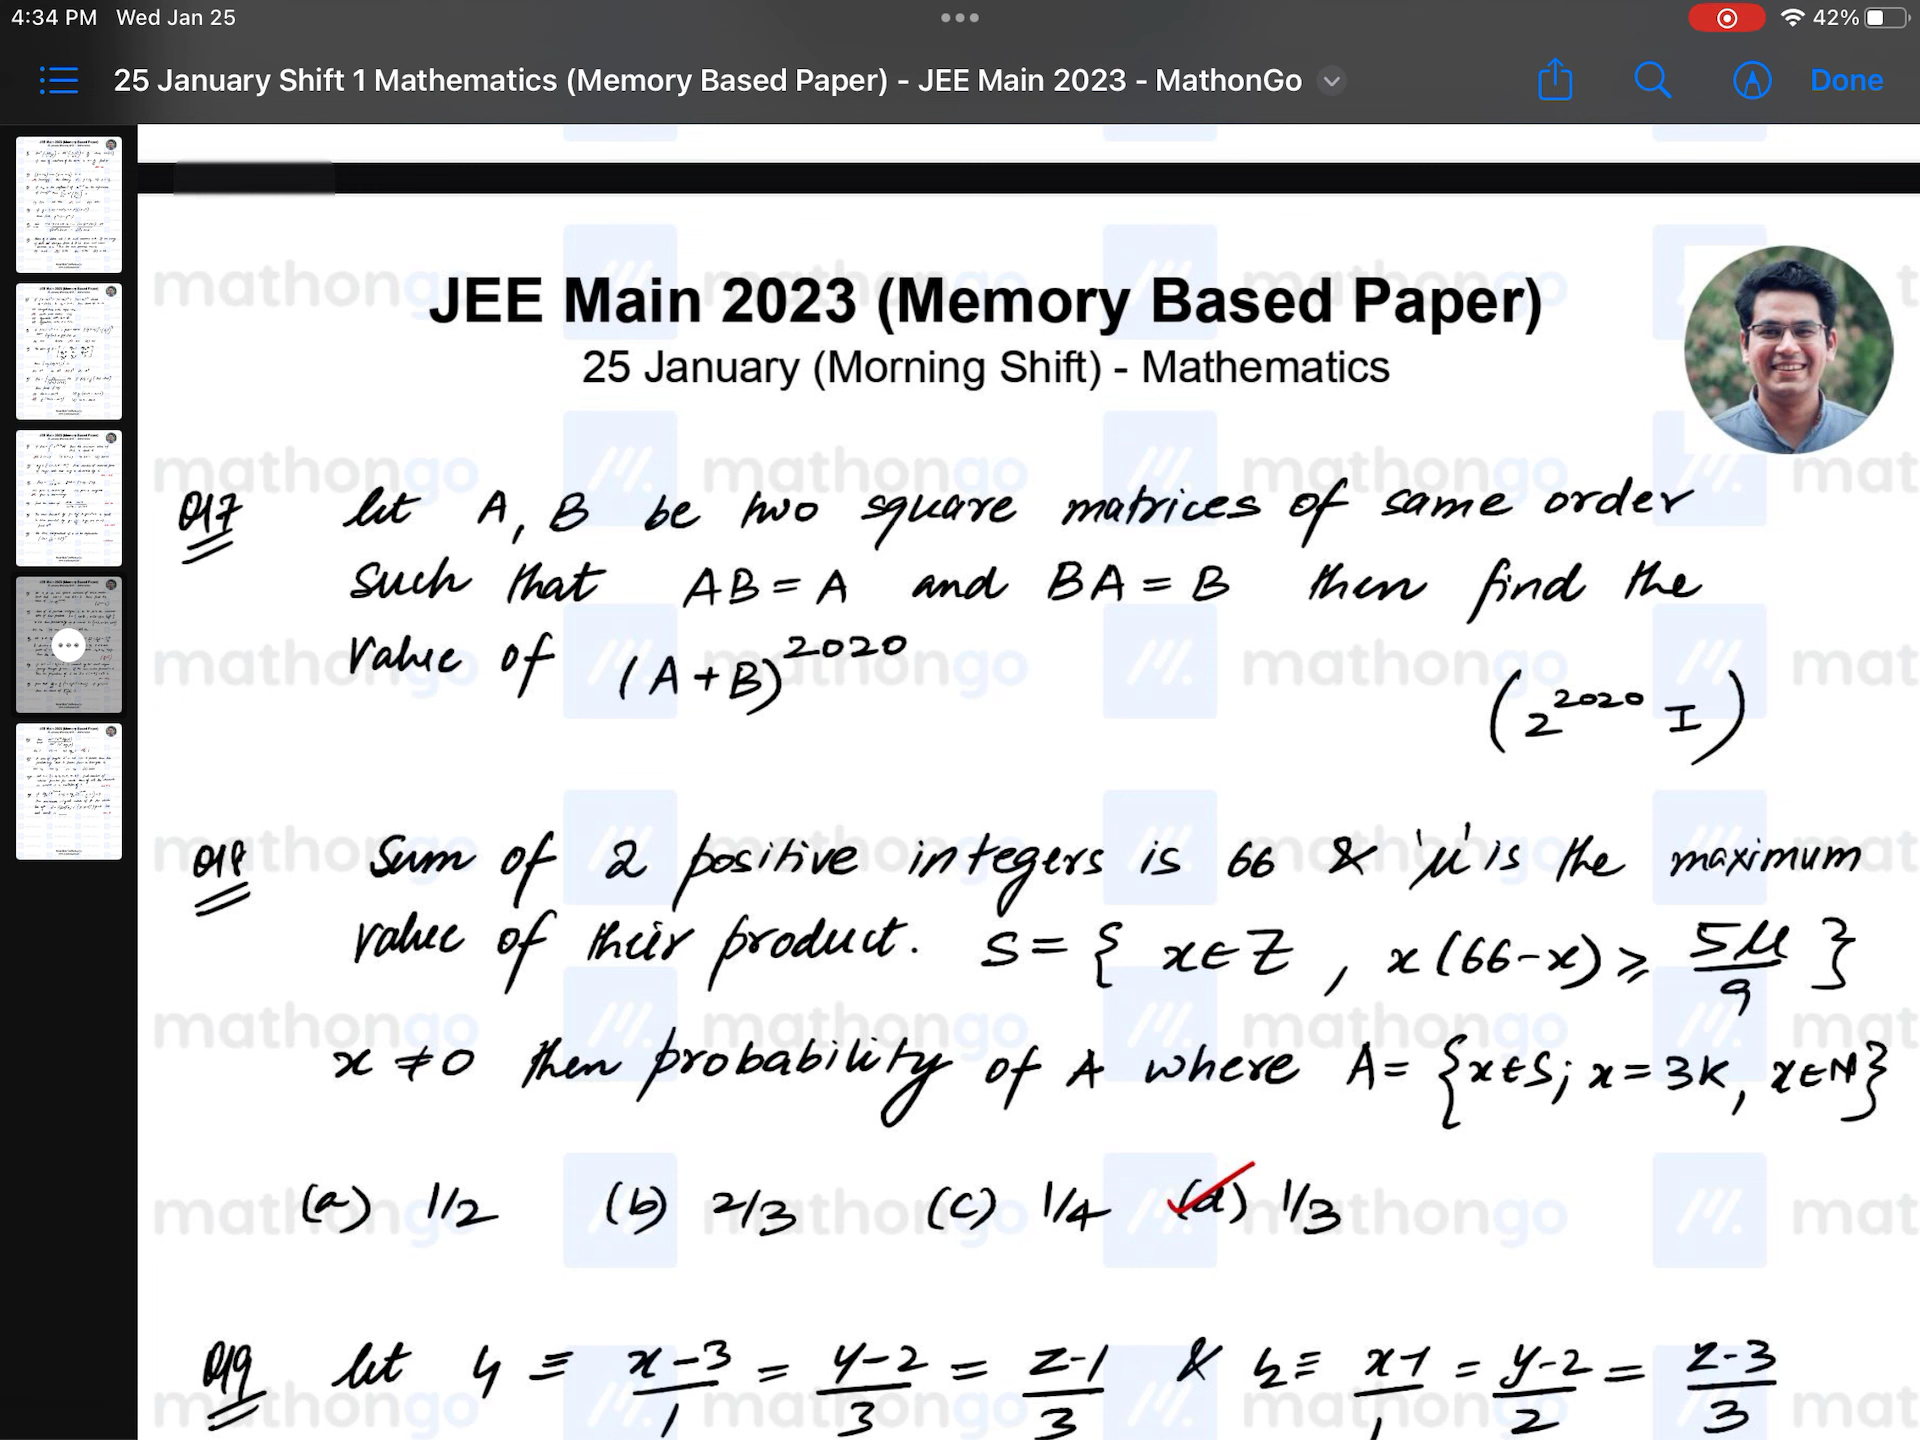 4:34 PM Wed Jan 25
42%
25 January Shift 1 Mathematics (Memory Based Paper) - JEE Main 2023 - MathonGo
Done
JEE Main 2023 (Memory Based Paper)
25 January (Morning Shift) - Mathematics
Q17 let A, B be two square matrices of same order
such that AB = A and BA = B then find the
value of (A+B)^2020
(2^2020 I)
Q18 Sum of 2 positive integers is 66 & 'μ' is the maximum
value of their product. S = { x ∈ Z , x(66-x) ⩾ 5μ/9 }
x ≠ 0 then probability of A where A = {x ∈ S; x = 3K, x ∈ N}
(a) 1/2 (b) 2/3 (c) 1/4 (d) 1/3
Q19 let L1 ≡ x-3/1 = y-2/3 = z-1/3 & L2 ≡ x-1/1 = y-2/2 = z-3/3
mathongo